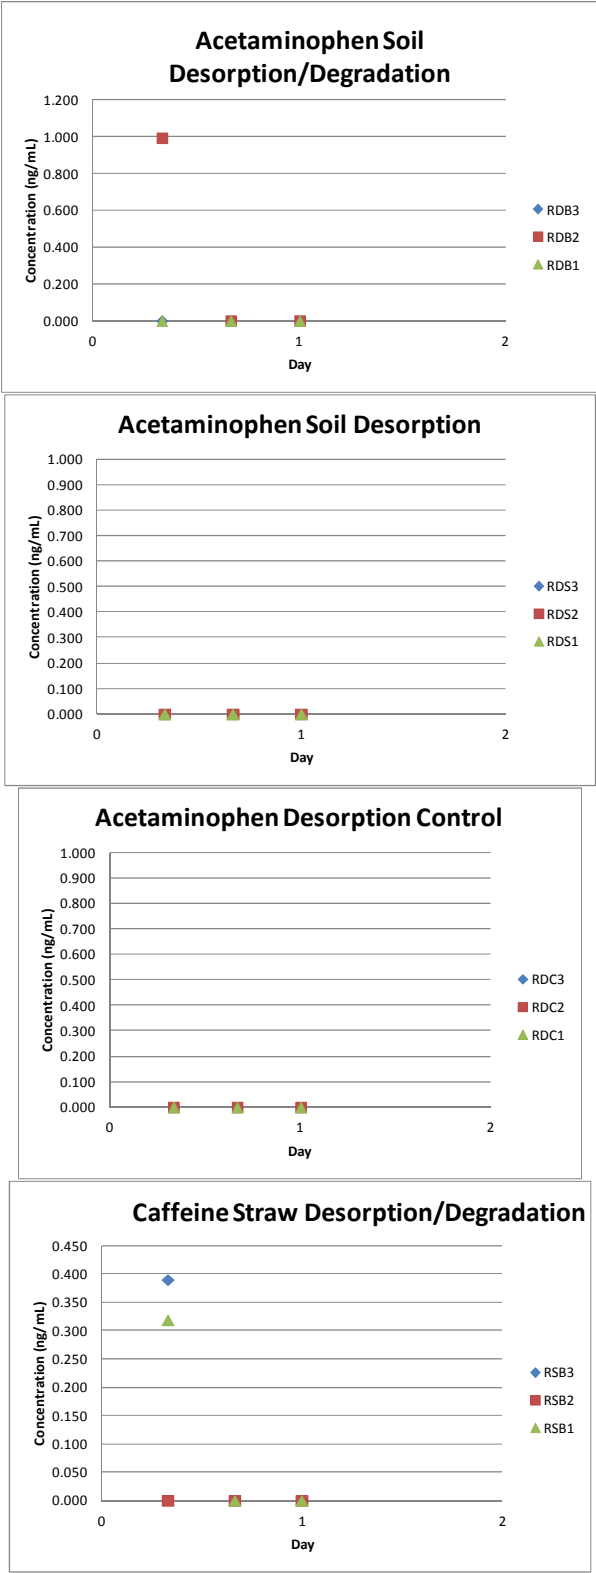 Acetaminophen Soil
Desorption/Degradation
1.200
1.000
0.800
0.600
0.400
0.200
0.000
Concentration (ng/mL)
0 1 2
Day
RDB3
RDB2
RDB1
Acetaminophen Soil Desorption
1.000
0.900
0.800
0.700
0.600
0.500
0.400
0.300
0.200
0.100
0.000
Concentration (ng/mL)
0 1 2
Day
RDS3
RDS2
RDS1
Acetaminophen Desorption Control
1.000
0.900
0.800
0.700
0.600
0.500
0.400
0.300
0.200
0.100
0.000
Concentration (ng/mL)
0 1 2
Day
RDC3
RDC2
RDC1
Caffeine Straw Desorption/Degradation
0.450
0.400
0.350
0.300
0.250
0.200
0.150
0.100
0.050
0.000
Concentration (ng/mL)
0 1 2
Day
RSB3
RSB2
RSB1